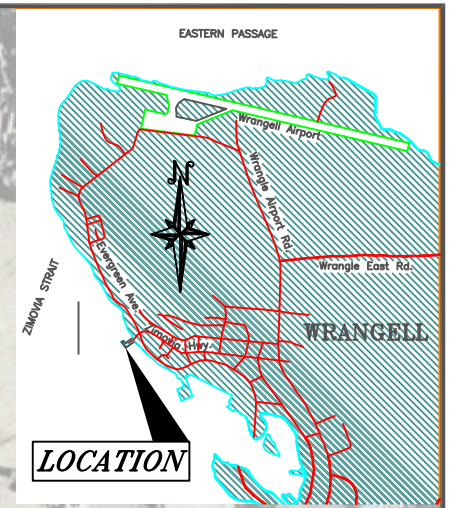 EASTERN PASSAGE
Wrangell Airport
N
Wrangle Airport Rd.
Wrangle East Rd.
Evergreen Ave.
ZIMOVIA STRAIT
Zimovia Hwy.
WRANGELL
LOCATION